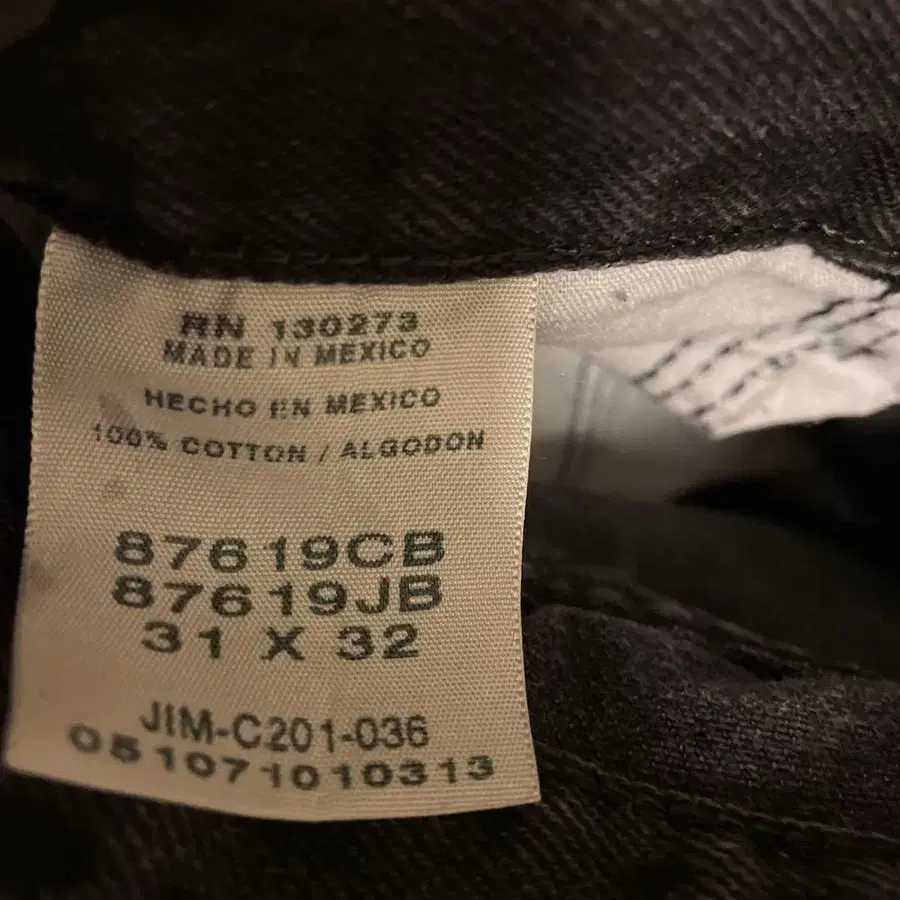 RN 130273
MADE IN MEXICO
HECHO EN MEXICO
100% COTTON / ALGODON
87619CB
87619JB
31 X 32
JIM-C201-036
051071010313